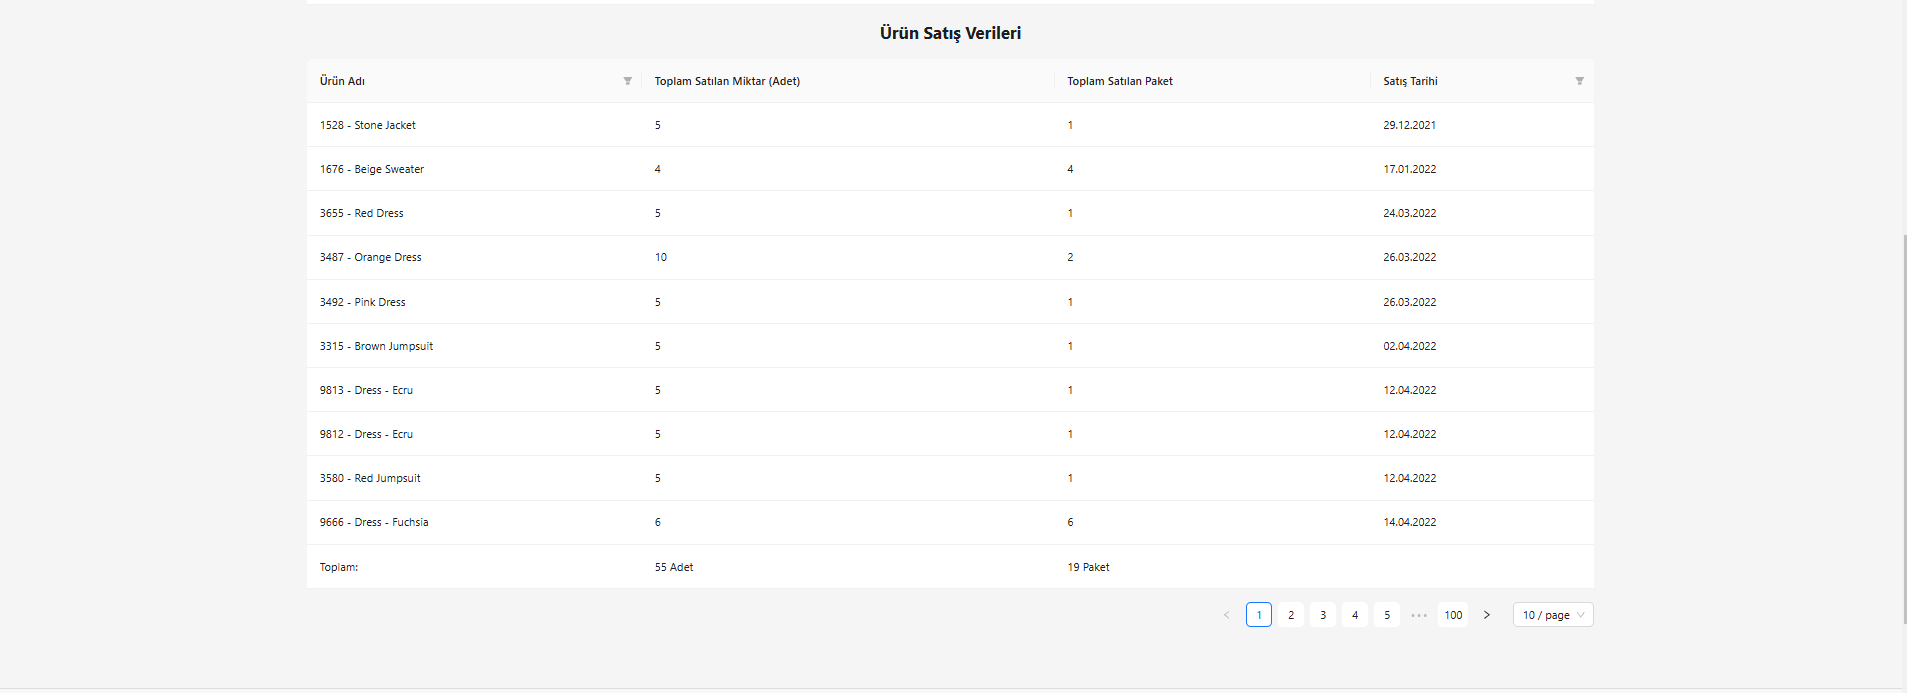 Ürün Satış Verileri
Ürün Adı Toplam Satılan Miktar (Adet) Toplam Satılan Paket Satış Tarihi
1528 - Stone Jacket 5 1 29.12.2021
1676 - Beige Sweater 4 4 17.01.2022
3655 - Red Dress 5 1 24.03.2022
3487 - Orange Dress 10 2 26.03.2022
3492 - Pink Dress 5 1 26.03.2022
3315 - Brown Jumpsuit 5 1 02.04.2022
9813 - Dress - Ecru 5 1 12.04.2022
9812 - Dress - Ecru 5 1 12.04.2022
3580 - Red Jumpsuit 5 1 12.04.2022
9666 - Dress - Fuchsia 6 6 14.04.2022
Toplam: 55 Adet 19 Paket
< 1 2 3 4 5 ••• 100 > 10 / page